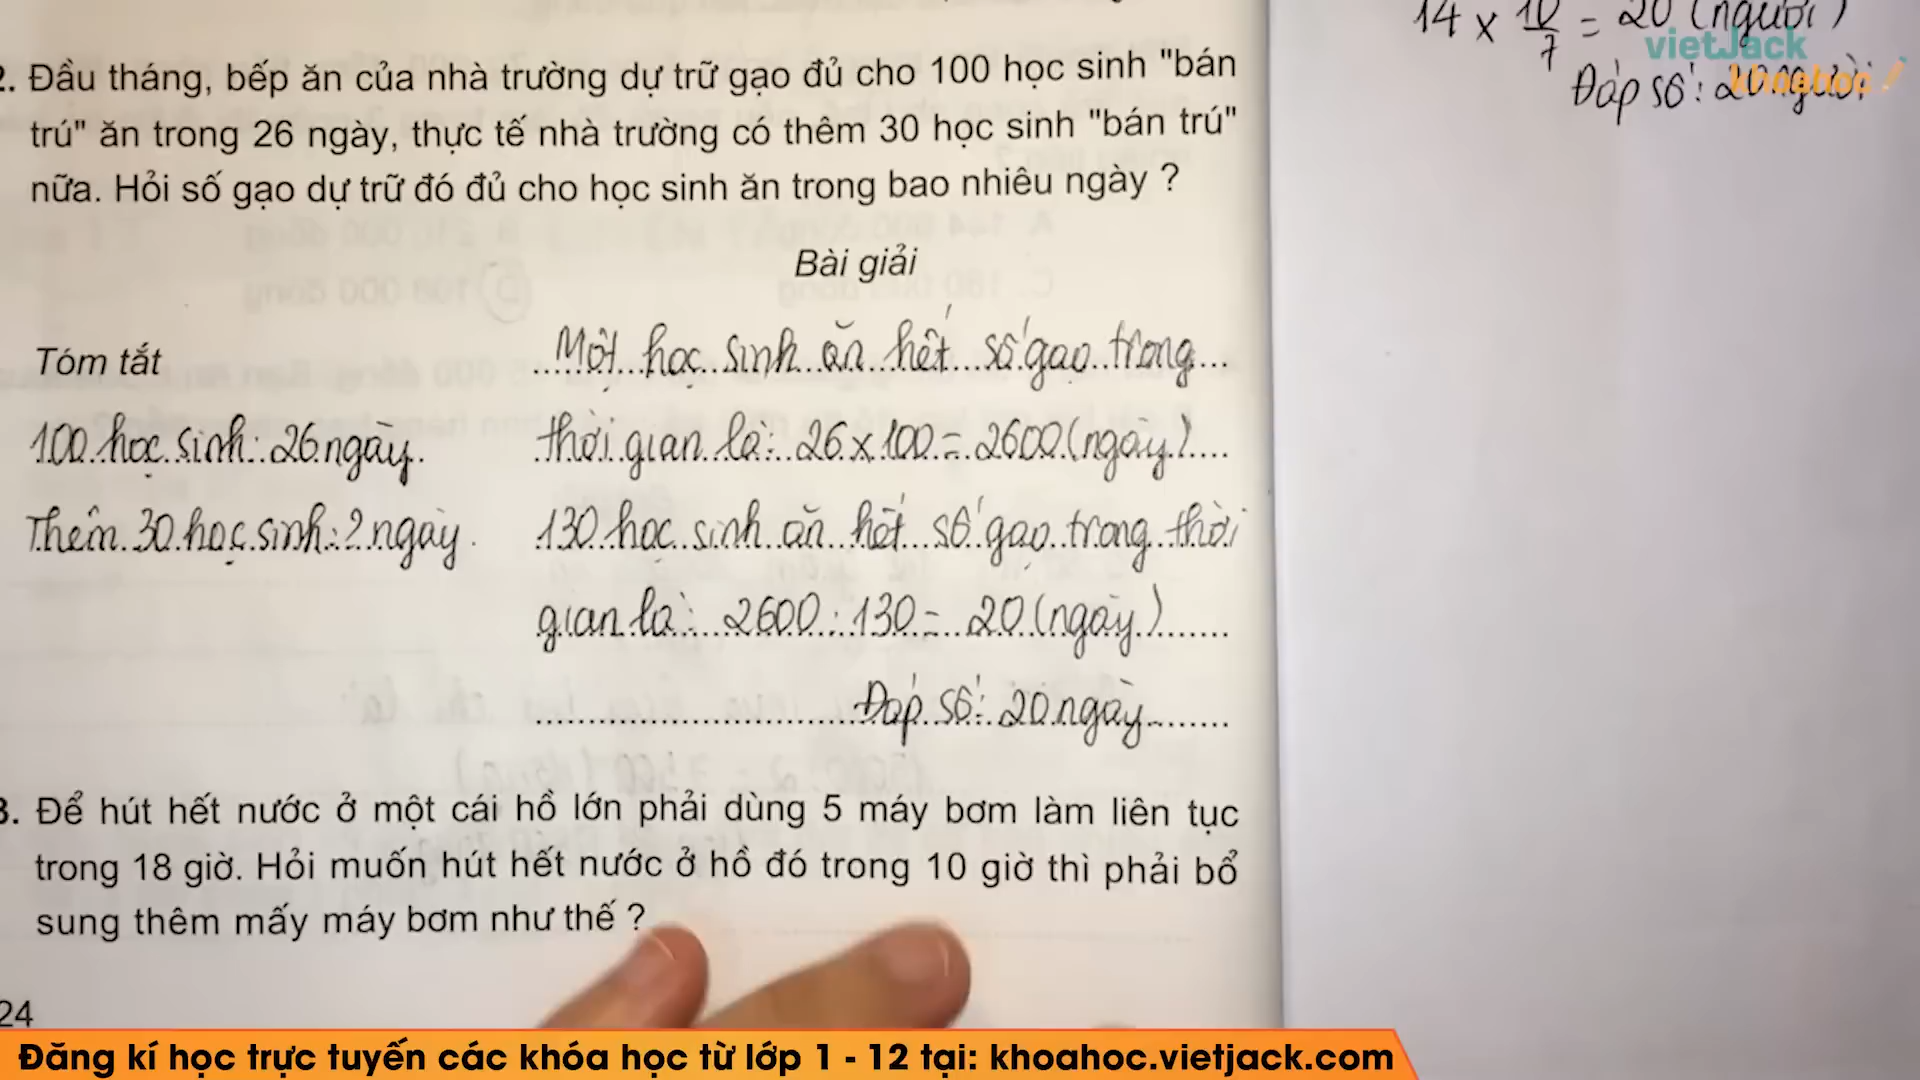 14 x 10/7 = 20 (người)
Đáp số: 20 người
vietJack
khoahoc
2. Đầu tháng, bếp ăn của nhà trường dự trữ gạo đủ cho 100 học sinh "bán
trú" ăn trong 26 ngày, thực tế nhà trường có thêm 30 học sinh "bán trú"
nữa. Hỏi số gạo dự trữ đó đủ cho học sinh ăn trong bao nhiêu ngày ?
Bài giải
Tóm tắt
100 học sinh: 26 ngày
Thêm 30 học sinh: ? ngày
Một học sinh ăn hết số gạo trong
thời gian là: 26 x 100 = 2600 (ngày)
130 học sinh ăn hết số gạo trong thời
gian là: 2600 : 130 = 20 (ngày)
Đáp số: 20 ngày
3. Để hút hết nước ở một cái hồ lớn phải dùng 5 máy bơm làm liên tục
trong 18 giờ. Hỏi muốn hút hết nước ở hồ đó trong 10 giờ thì phải bổ
sung thêm mấy máy bơm như thế ?
24
Đăng kí học trực tuyến các khóa học từ lớp 1 - 12 tại: khoahoc.vietjack.com